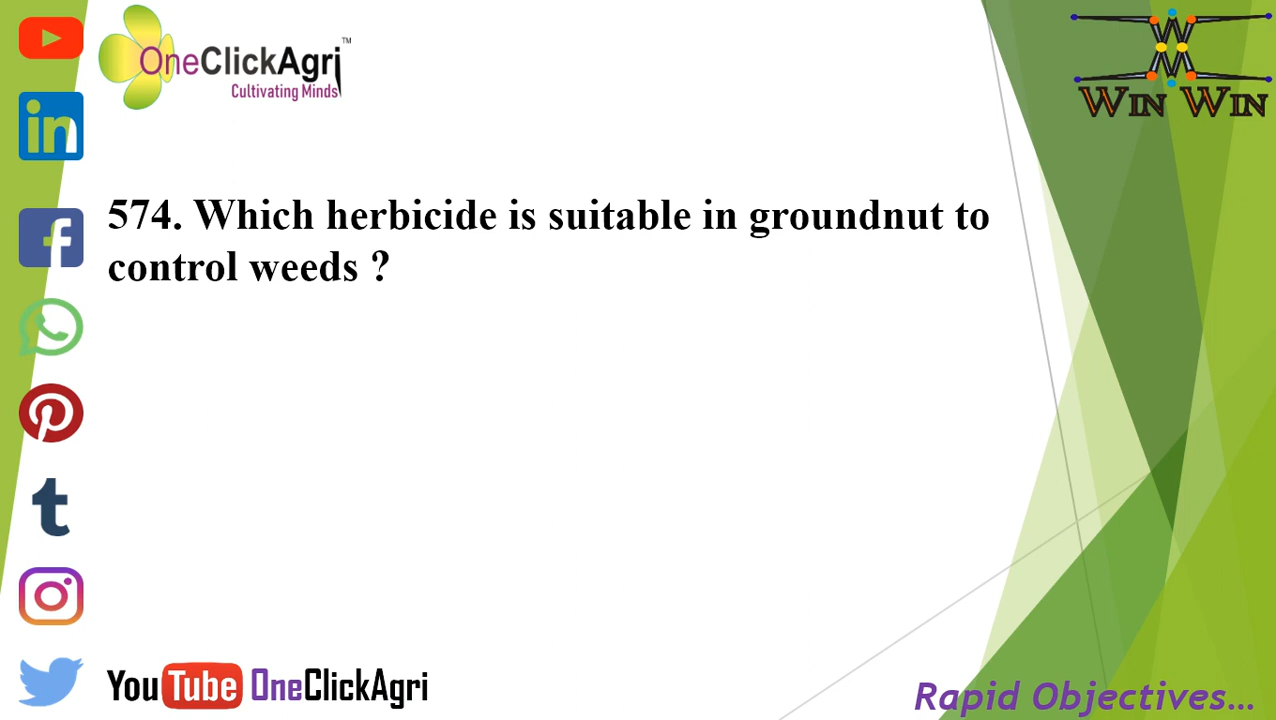 OneClickAgri™
Cultivating Minds
WIN WIN
574. Which herbicide is suitable in groundnut to
control weeds ?
YouTube OneClickAgri
Rapid Objectives...